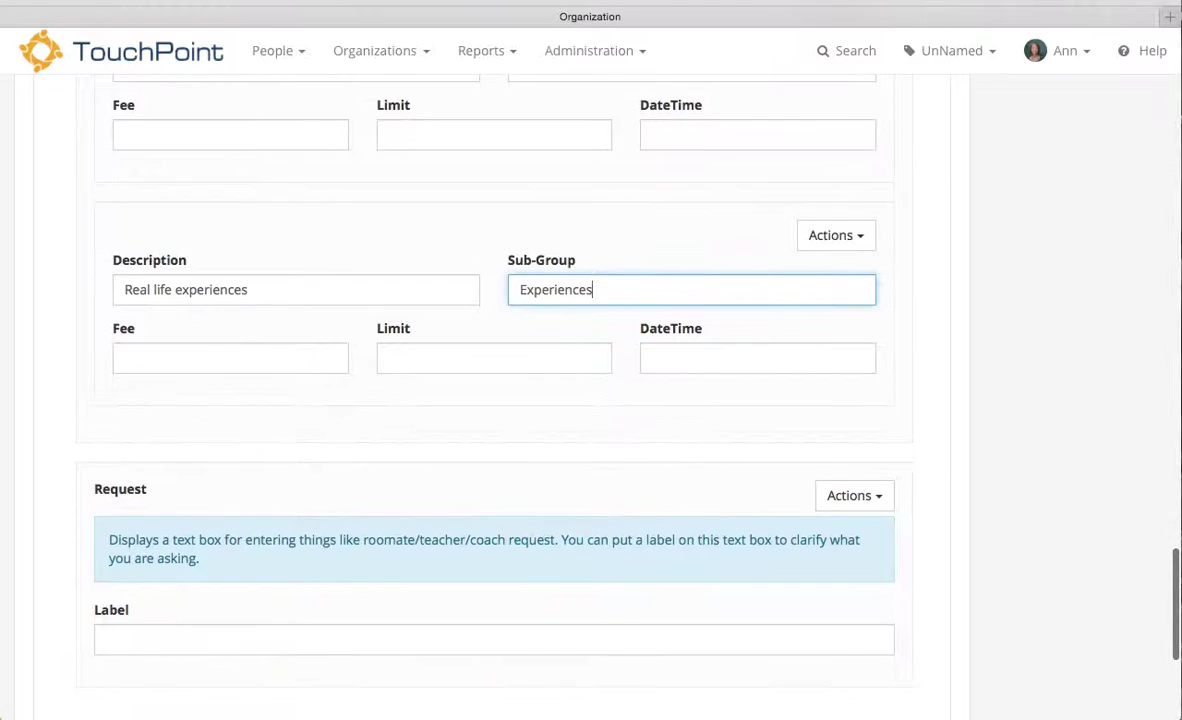 Organization
TouchPoint People Organizations Reports Administration Search UnNamed Ann Help
Fee Limit DateTime
Actions
Description Sub-Group
Real life experiences Experiences
Fee Limit DateTime
Request
Actions
Displays a text box for entering things like roomate/teacher/coach request. You can put a label on this text box to clarify what
you are asking.
Label